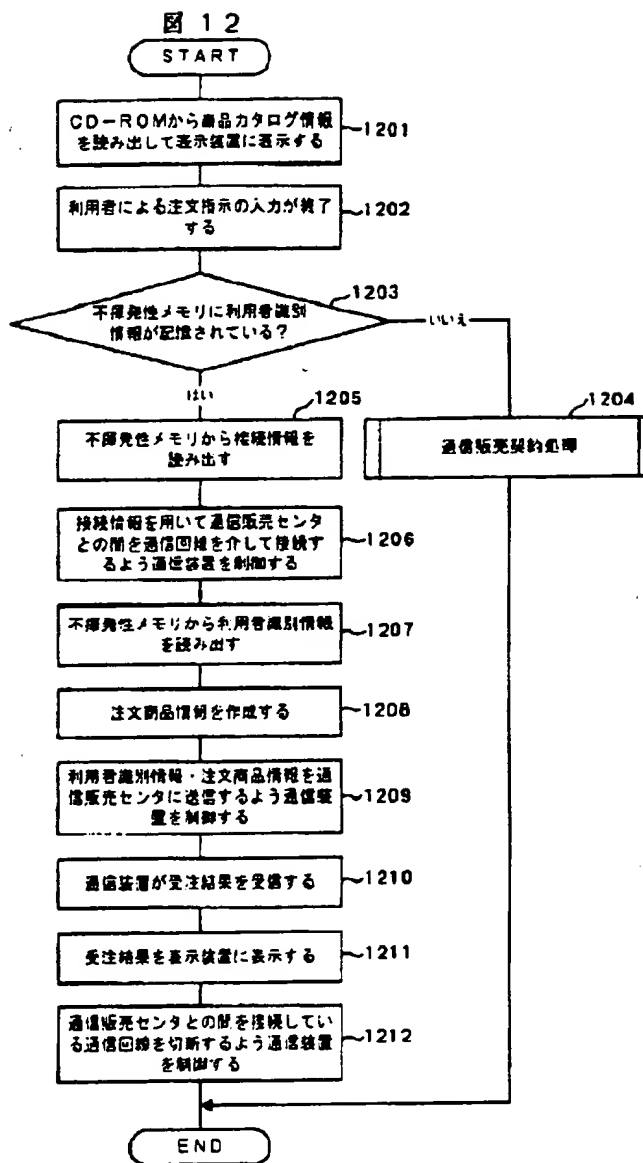 図 12
START
CD-ROMから商品カタログ情報
を読み出して表示装置に表示する
1201
利用者による注文指示の入力が終了
する
1202
1203
不揮発性メモリに利用者識別
情報が記憶されている?
いいえ
はい
1205
1204
不揮発性メモリから接続情報を
読み出す
通信販売契約処理
接続情報を用いて通信販売センタ
との間を通信回線を介して接続す
るよう通信装置を制御する
1206
不揮発性メモリから利用者識別情報
を読み出す
1207
注文商品情報を作成する
1208
利用者識別情報・注文商品情報を通
信販売センタに送信するよう通信装
置を制御する
1209
通信装置が受注結果を受信する
1210
受注結果を表示装置に表示する
1211
通信販売センタとの間を接続してい
る通信回線を切断するよう通信装置
を制御する
1212
END